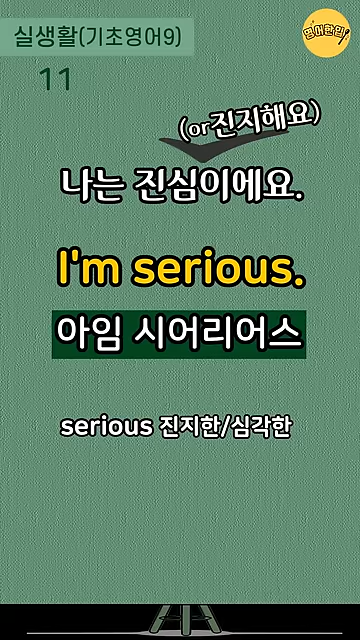 실생활(기초영어9)
영어한입
11
(or진지해요)
나는 진심이에요.
I'm serious.
아임 시어리어스
serious 진지한/심각한